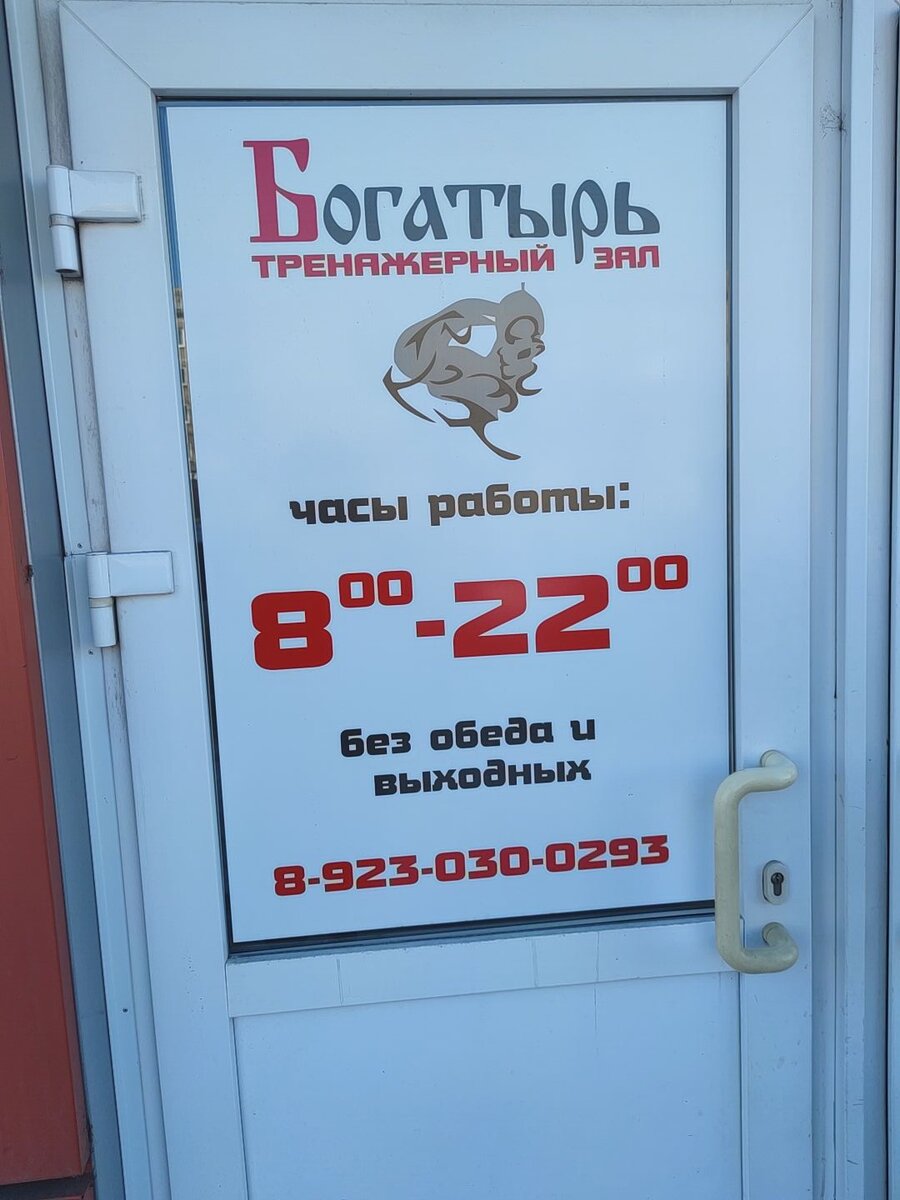 Богатырь
ТРЕНАЖЕРНЫЙ ЗАЛ
часы работы:
8⁰⁰-22⁰⁰
без обеда и
выходных
8-923-030-0293